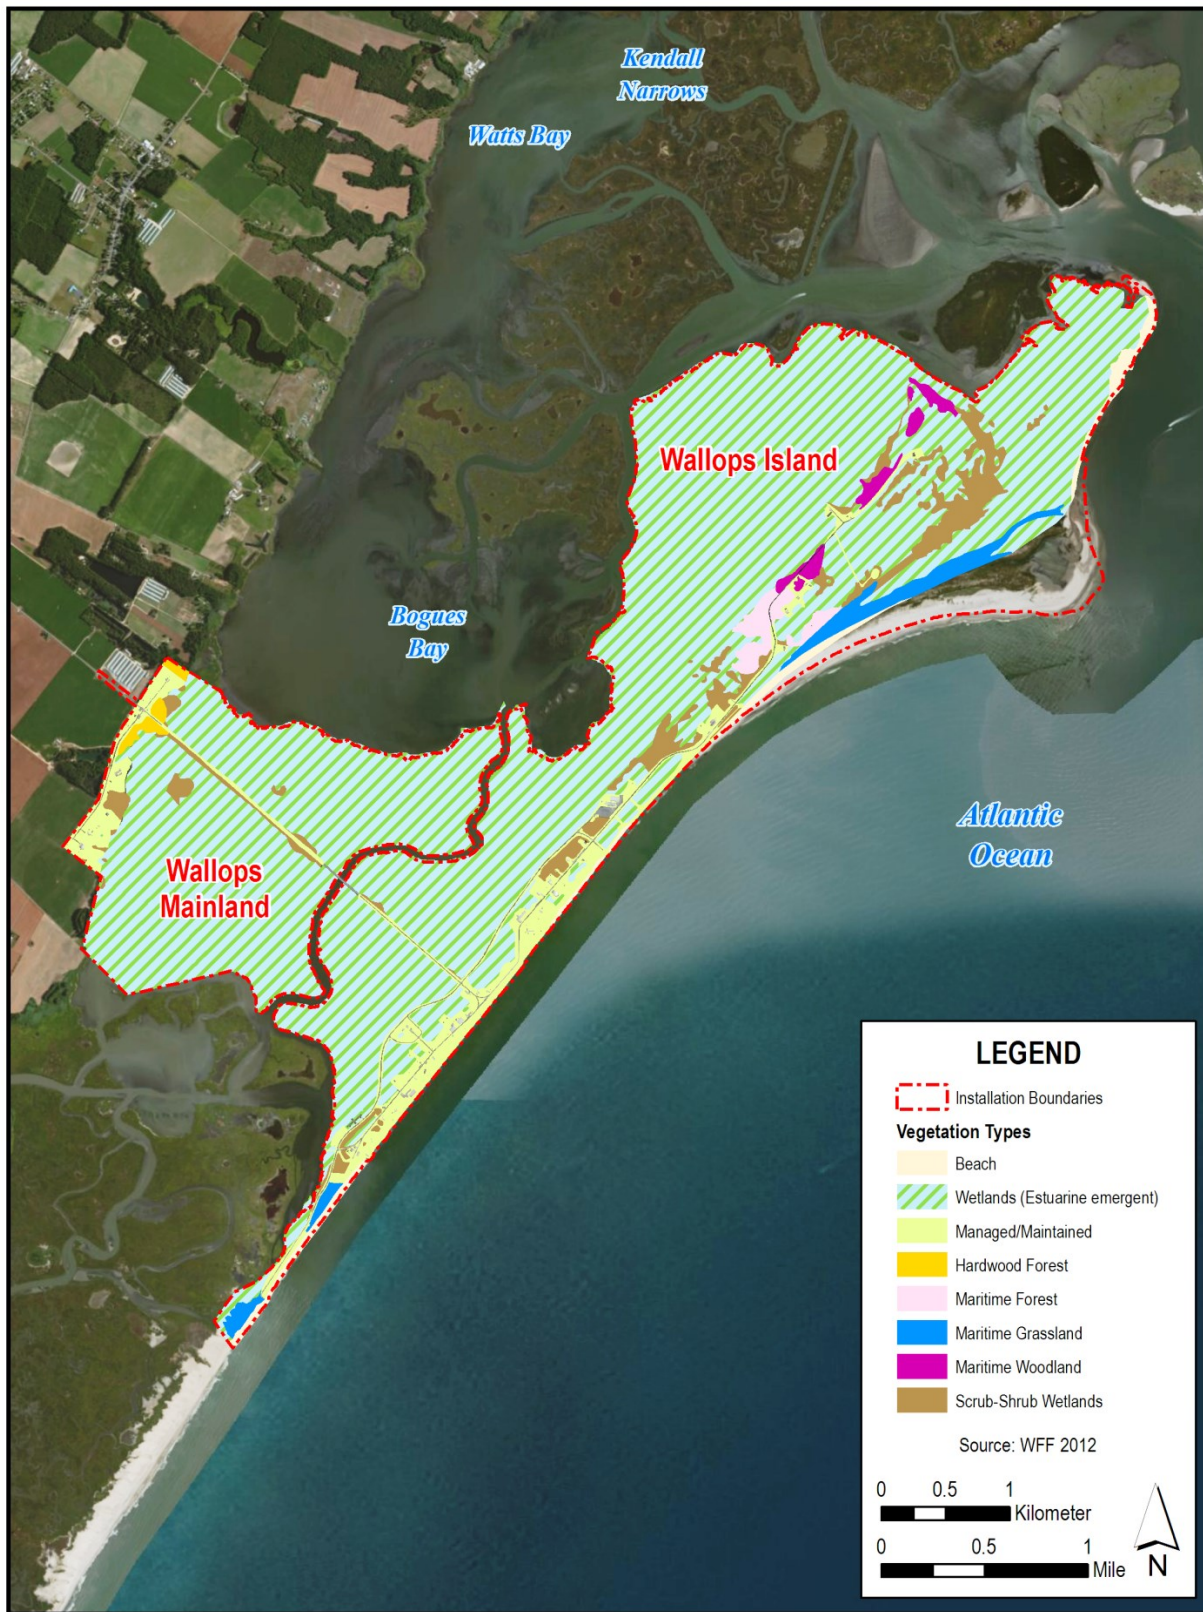 Kendall
Narrows
Watts Bay
Wallops Island
Bogues
Bay
Atlantic
Ocean
Wallops
Mainland
LEGEND
Installation Boundaries
Vegetation Types
Beach
Wetlands (Estuarine emergent)
Managed/Maintained
Hardwood Forest
Maritime Forest
Maritime Grassland
Maritime Woodland
Scrub-Shrub Wetlands
Source: WFF 2012
0 0.5 1
Kilometer
0 0.5 1
Mile
N